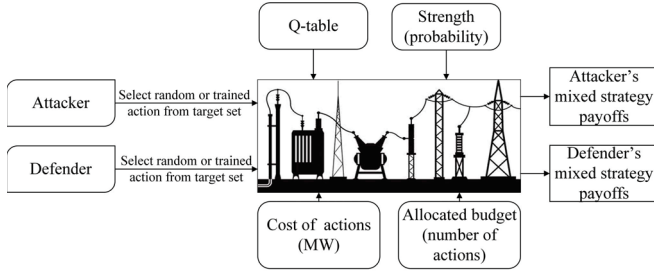 Q-table
Strength
(probability)
Attacker
Select random or trained
action from target set
Attacker's
mixed strategy
payoffs
Defender
Select random or trained
action from target set
Defender's
mixed strategy
payoffs
Cost of actions
(MW)
Allocated budget
(number of
actions)